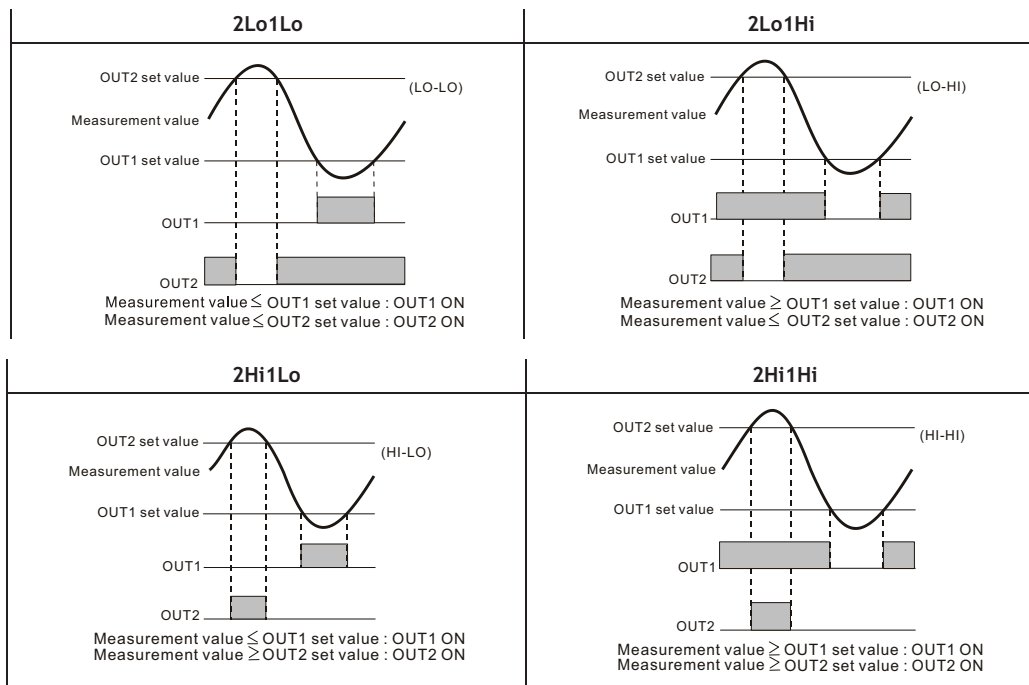 2Lo1Lo
OUT2 set value
(LO-LO)
Measurement value
OUT1 set value
OUT1
OUT2
Measurement value ≤ OUT1 set value : OUT1 ON
Measurement value ≤ OUT2 set value : OUT2 ON
2Lo1Hi
OUT2 set value
(LO-HI)
Measurement value
OUT1 set value
OUT1
OUT2
Measurement value ≥ OUT1 set value : OUT1 ON
Measurement value ≤ OUT2 set value : OUT2 ON
2Hi1Lo
OUT2 set value
(HI-LO)
Measurement value
OUT1 set value
OUT1
OUT2
Measurement value ≤ OUT1 set value : OUT1 ON
Measurement value ≥ OUT2 set value : OUT2 ON
2Hi1Hi
OUT2 set value
(HI-HI)
Measurement value
OUT1 set value
OUT1
OUT2
Measurement value ≥ OUT1 set value : OUT1 ON
Measurement value ≥ OUT2 set value : OUT2 ON